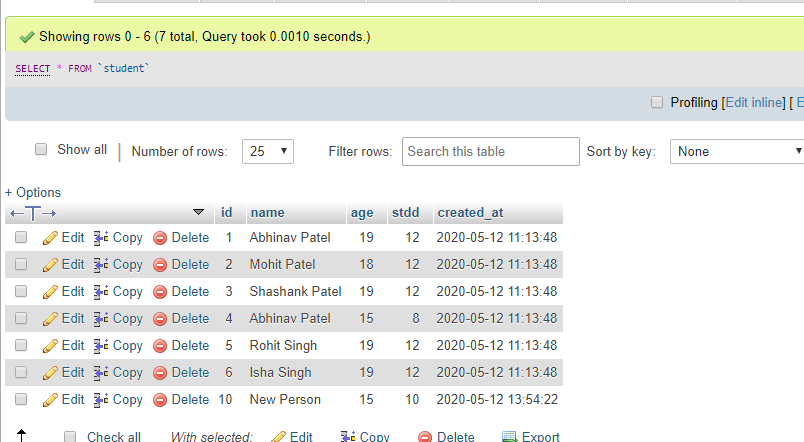 Showing rows 0 - 6 (7 total, Query took 0.0010 seconds.)
SELECT * FROM `student`
Profiling [Edit inline] [ E
Show all | Number of rows: 25 Filter rows: Search this table Sort by key: None
+ Options
id name age stdd created_at
Edit Copy Delete 1 Abhinav Patel 19 12 2020-05-12 11:13:48
Edit Copy Delete 2 Mohit Patel 18 12 2020-05-12 11:13:48
Edit Copy Delete 3 Shashank Patel 19 12 2020-05-12 11:13:48
Edit Copy Delete 4 Abhinav Patel 15 8 2020-05-12 11:13:48
Edit Copy Delete 5 Rohit Singh 19 12 2020-05-12 11:13:48
Edit Copy Delete 6 Isha Singh 19 12 2020-05-12 11:13:48
Edit Copy Delete 10 New Person 15 10 2020-05-12 13:54:22
Check all With selected: Edit Copy Delete Export